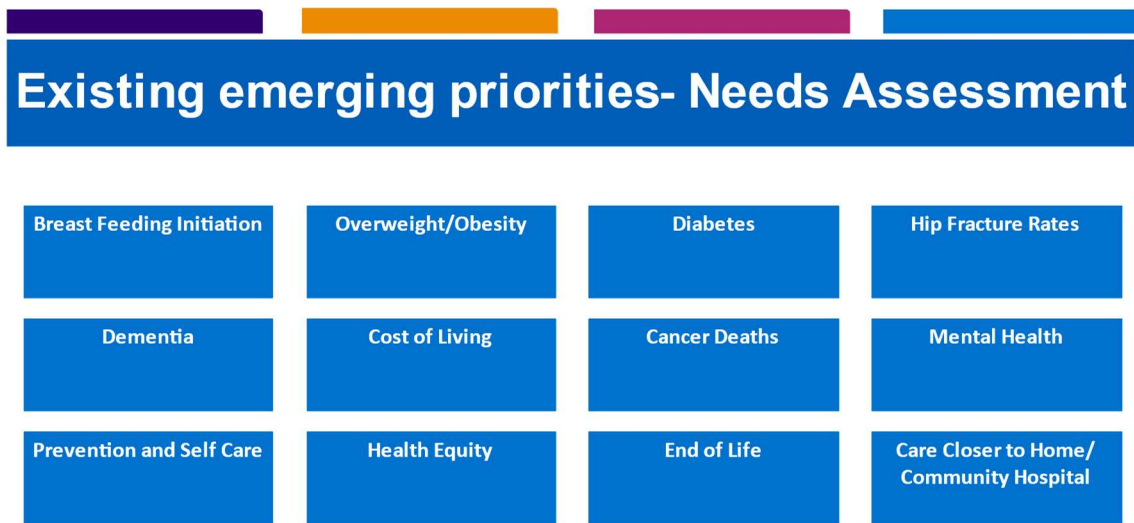 Existing emerging priorities- Needs Assessment
Breast Feeding Initiation
Overweight/Obesity
Diabetes
Hip Fracture Rates
Dementia
Cost of Living
Cancer Deaths
Mental Health
Prevention and Self Care
Health Equity
End of Life
Care Closer to Home/
Community Hospital